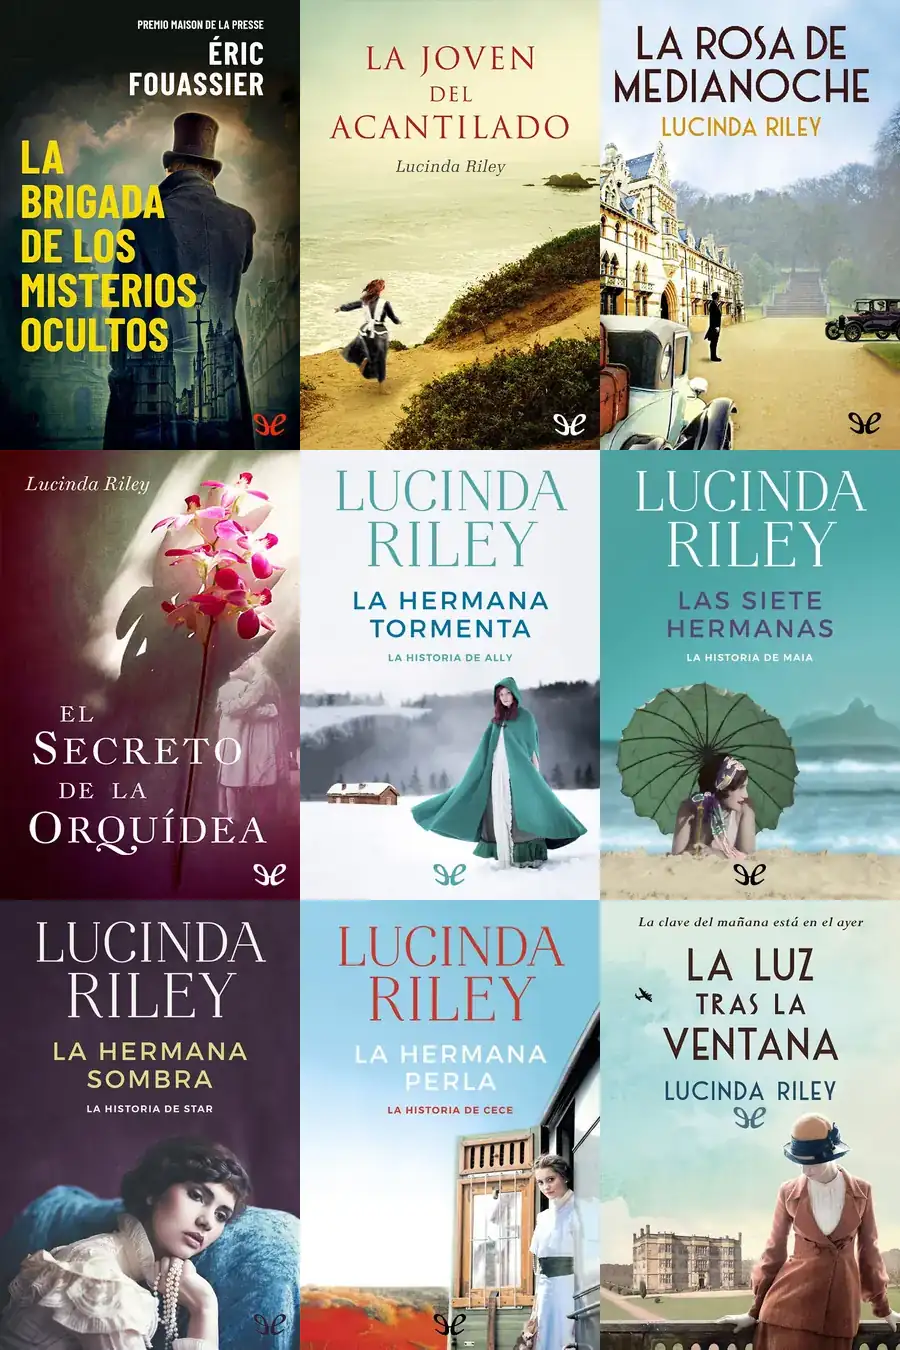 PREMIO MAISON DE LA PRESSE
ÉRIC
FOUASSIER
LA
BRIGADA
DE LOS
MISTERIOS
OCULTOS
LA JOVEN
DEL
ACANTILADO
Lucinda Riley
LA ROSA DE
MEDIANOCHE
LUCINDA RILEY
Lucinda Riley
EL
SECRETO
DE LA
ORQUÍDEA
LUCINDA
RILEY
LA HERMANA
TORMENTA
LA HISTORIA DE ALLY
LUCINDA
RILEY
LAS SIETE
HERMANAS
LA HISTORIA DE MAIA
LUCINDA
RILEY
LA HERMANA
SOMBRA
LA HISTORIA DE STAR
LUCINDA
RILEY
LA HERMANA
PERLA
LA HISTORIA DE CECE
La clave del mañana está en el ayer
LA LUZ
TRAS LA
VENTANA
LUCINDA RILEY